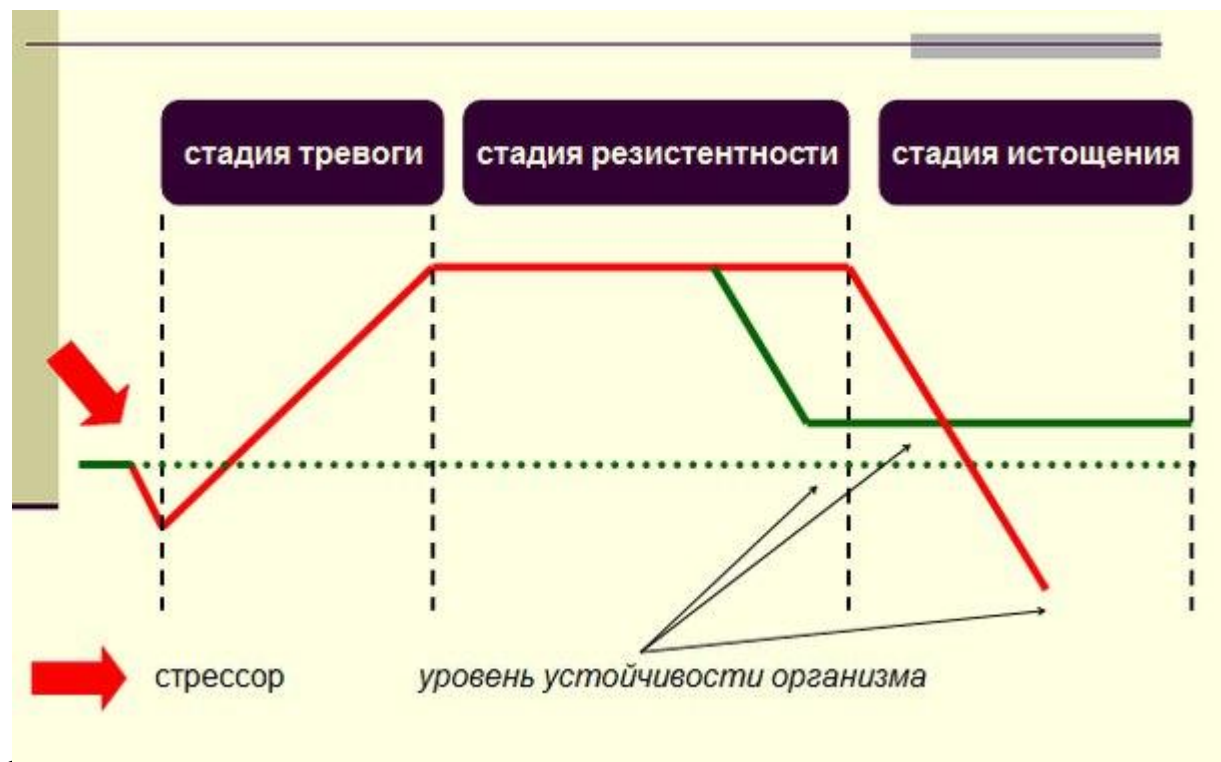 стадия тревоги
стадия резистентности
стадия истощения
стрессор
уровень устойчивости организма